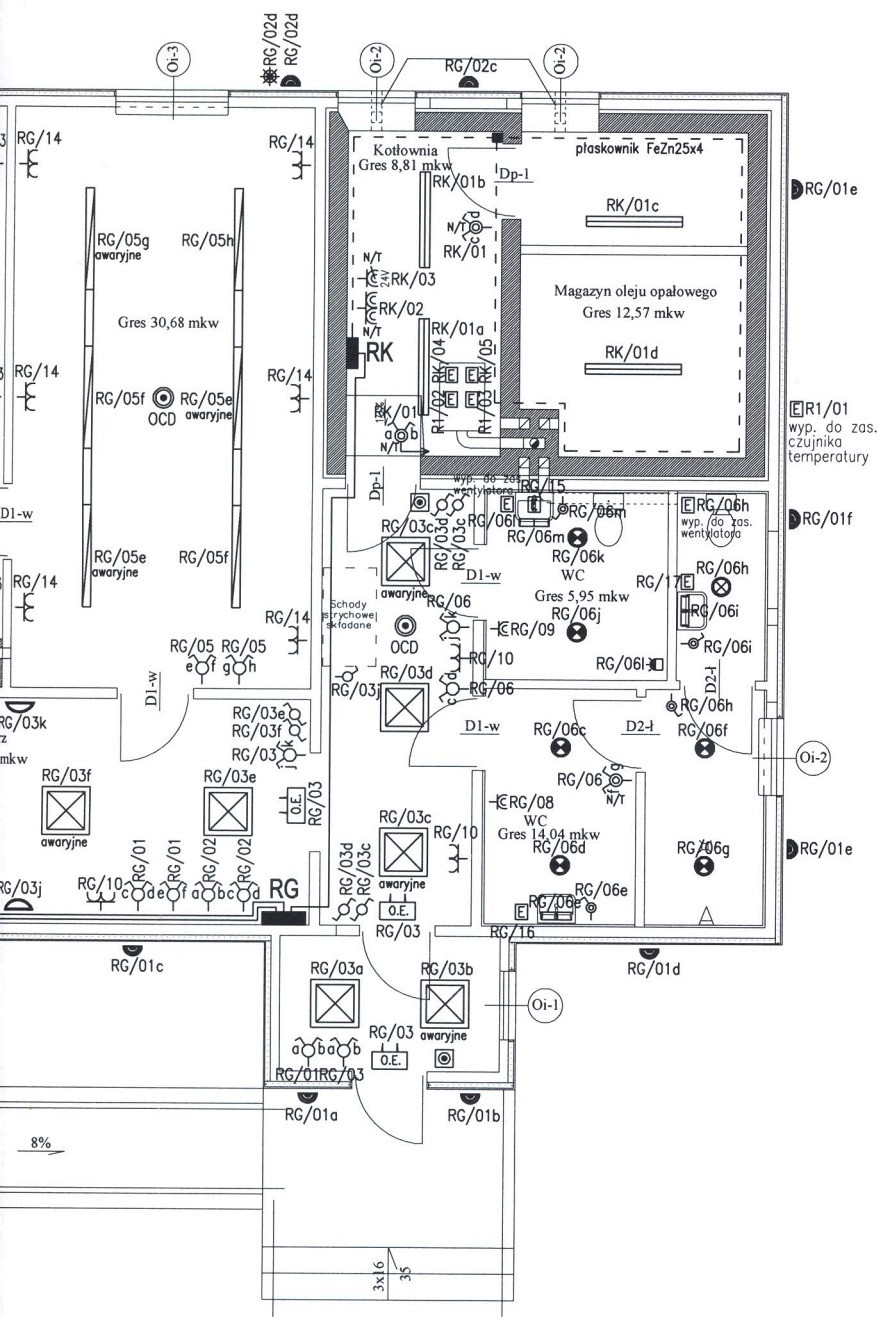 RG/02d
RG/02d
Oi-3
Oi-2
RG/02c
Oi-2
3
RG/14
RG/14
Kotłownia
Gres 8,81 mkw
płaskownik FeZn25x4
Dp-1
RK/01b
RG/01e
RK/01c
d
N/T
c
RK/01
RG/05g
awaryjne
RG/05h
N/T
24V
RK/03
RK/02
N/T
Magazyn oleju opałowego
Gres 12,57 mkw
Gres 30,68 mkw
RK/01a
RK
RK/04
RK/05
RK/01d
3
RG/14
RG/14
RG/05f
OCD
RG/05e
awaryjne
R1/02
R1/03
E
E
E
E
RK/01
a
b
N/T
E
R1/01
wyp. do zas.
czujnika
temperatury
Dp-1
wyp. do zas.
wentylatora
RG/15
D1-w
RG/03c
awaryjne
RG/03d
RG/03c
RG/06l
E
E
RG/06m
RG/06m
E
RG/06h
wyp. do zas.
wentylatora
RG/01f
RG/05e
awaryjne
RG/05f
RG/06k
D1-w
WC
Gres 5,95 mkw
RG/17
E
RG/06h
RG/14
RG/14
Schody
strychowe
składane
RG/06
k
j
OCD
RG/09
RG/06j
RG/06i
RG/06i
RG/05
RG/05
e
g
h
RG/10
RG/06l
RG/03j
RG/03d
d
c
RG/06
D2-ł
D1-w
RG/03k
RG/03e
RG/03f
RG/03
k
j
RG/06h
rz
mkw
D1-w
RG/06c
D2-ł
RG/06f
Oi-2
RG/03f
awaryjne
RG/03e
O.E.
RG/03
RG/06
g
f
N/T
RG/08
WC
Gres 14,04 mkw
RG/03c
awaryjne
RG/10
RG/06d
RG/06g
RG/01e
RG/01
RG/01
RG/02
RG/02
RG/03j
RG/10
c
d
e
f
a
b
c
d
RG
RG/03d
RG/03c
O.E.
RG/03
RG/06e
RG/06e
E
RG/16
RG/01c
RG/01d
RG/03a
RG/03b
awaryjne
Oi-1
RG/03
O.E.
a
b
a
b
RG/01
RG/03
RG/01a
RG/01b
8%
3x16
35